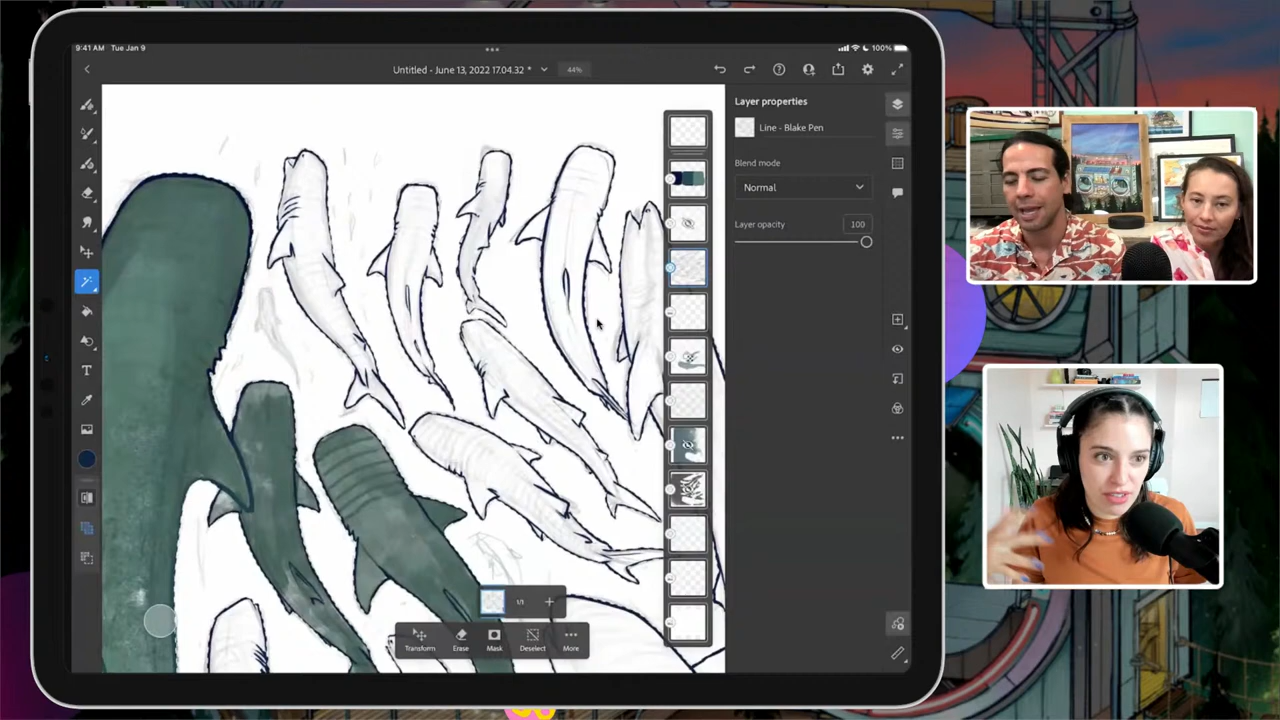 9:41 AM Tue Jan 9
100%
Untitled - June 13, 2022 17.04.32 *
44%
Layer properties
Line - Blake Pen
Blend mode
Normal
Layer opacity
100
T
1/1
Transform
Erase
Mask
Deselect
More